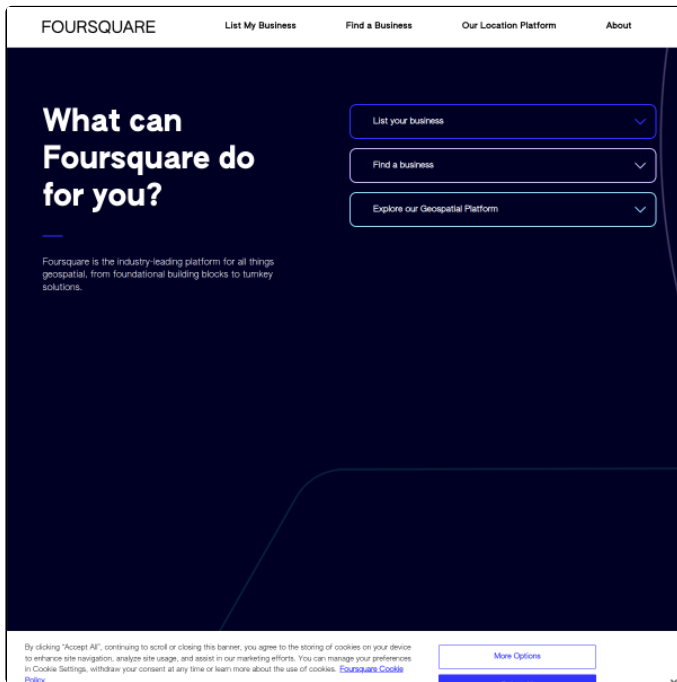 FOURSQUARE
List My Business
Find a Business
Our Location Platform
About
What can
Foursquare do
for you?
Foursquare is the industry-leading platform for all things
geospatial, from foundational building blocks to turnkey
solutions.
List your business
Find a business
Explore our Geospatial Platform
By clicking "Accept All", continuing to scroll or closing this banner, you agree to the storing of cookies on your device
to enhance site navigation, analyze site usage, and assist in our marketing efforts. You can manage your preferences
in Cookie Settings, withdraw your consent at any time or learn more about the use of cookies. Foursquare Cookie
Policy
More Options